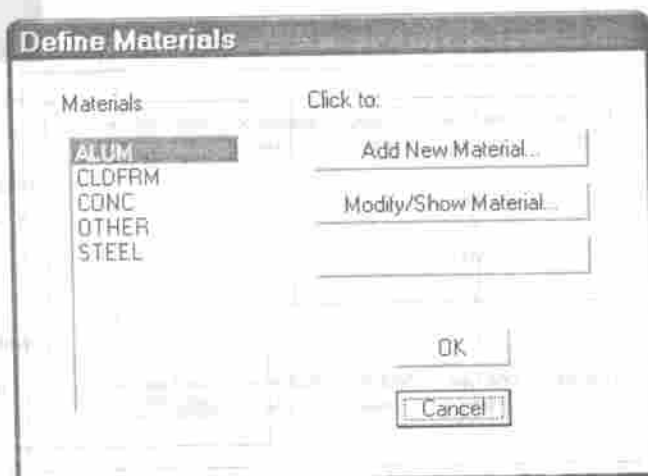 Define Materials
Materials
Click to:
ALUM
CLDFRM
CONC
OTHER
STEEL
Add New Material...
Modify/Show Material...
OK
Cancel